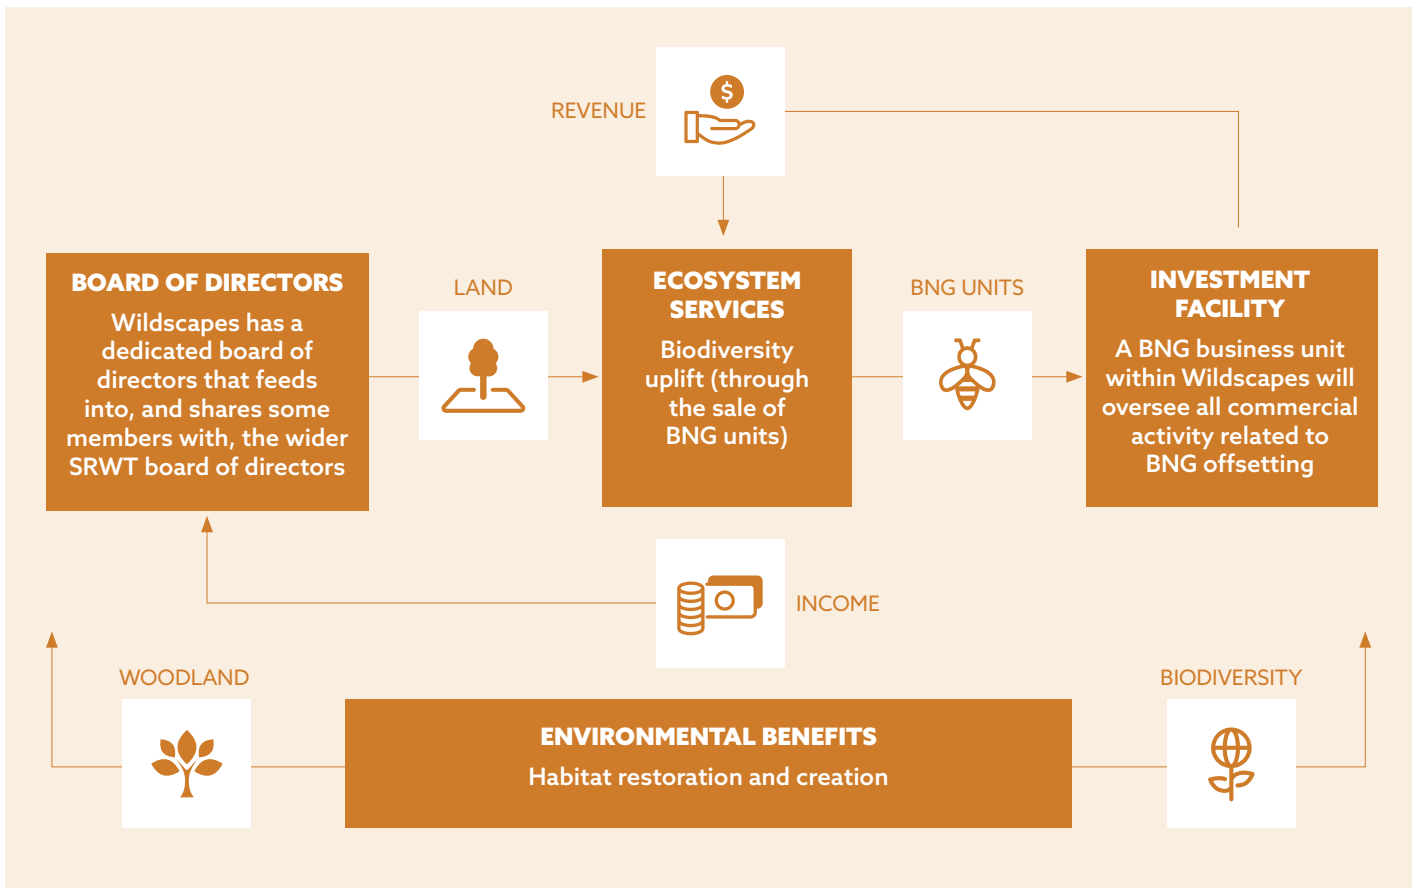 REVENUE
$
BOARD OF DIRECTORS
Wildscapes has a
dedicated board of
directors that feeds
into, and shares some
members with, the wider
SRWT board of directors
LAND
ECOSYSTEM
SERVICES
Biodiversity
uplift (through
the sale of
BNG units)
BNG UNITS
INVESTMENT
FACILITY
A BNG business unit
within Wildscapes will
oversee all commercial
activity related to
BNG offsetting
INCOME
WOODLAND
ENVIRONMENTAL BENEFITS
Habitat restoration and creation
BIODIVERSITY